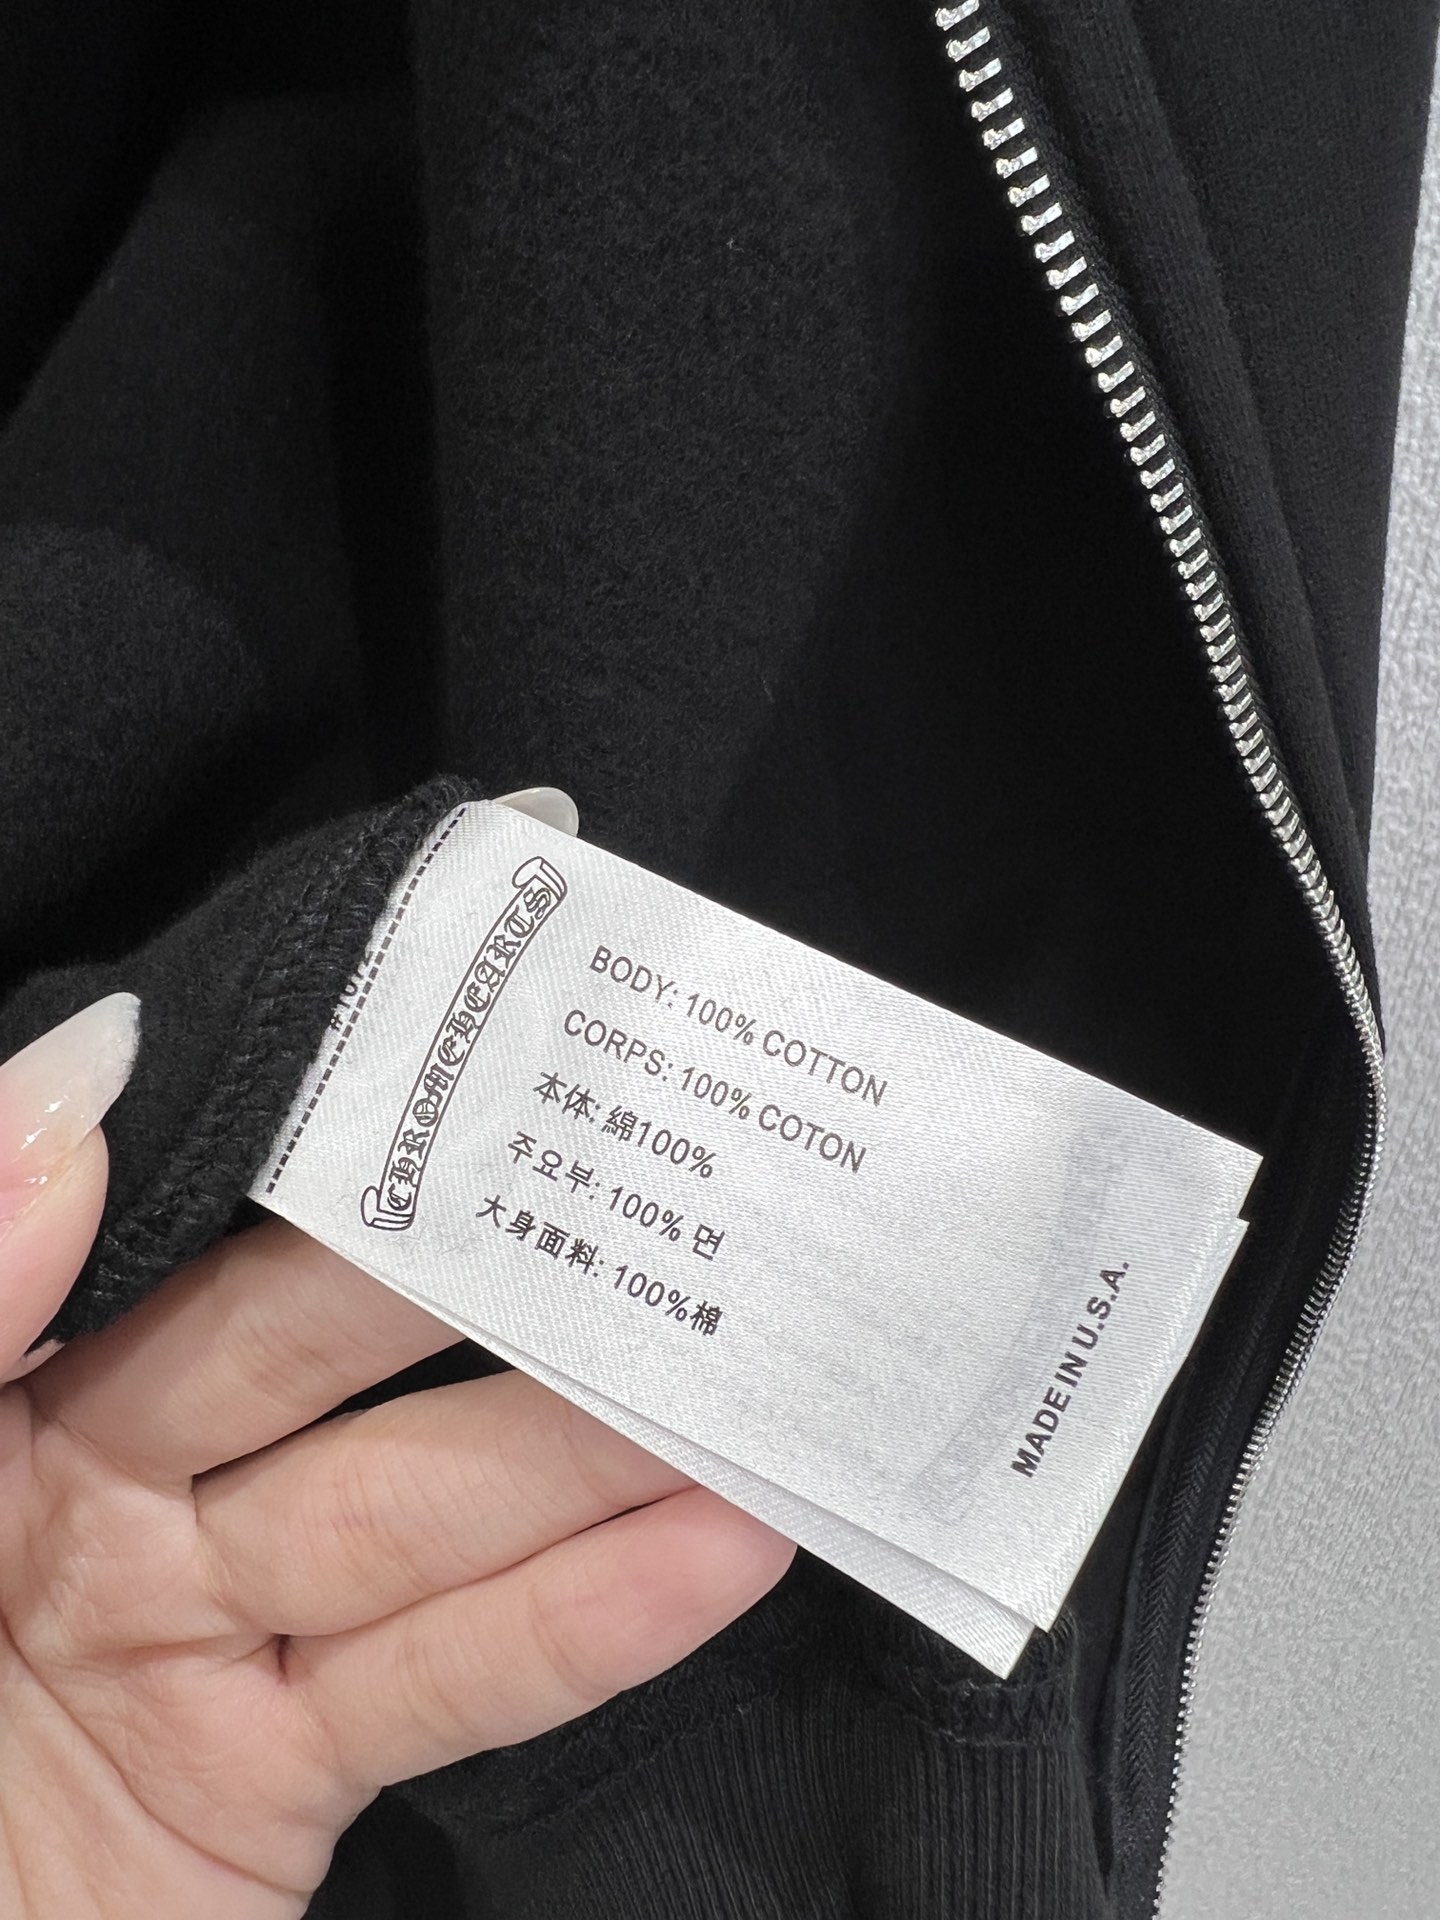 CHROME HEARTS
BODY: 100% COTTON
CORPS: 100% COTON
本体: 綿100%
주요부: 100% 면
大身面料: 100%棉
MADE IN U.S.A.